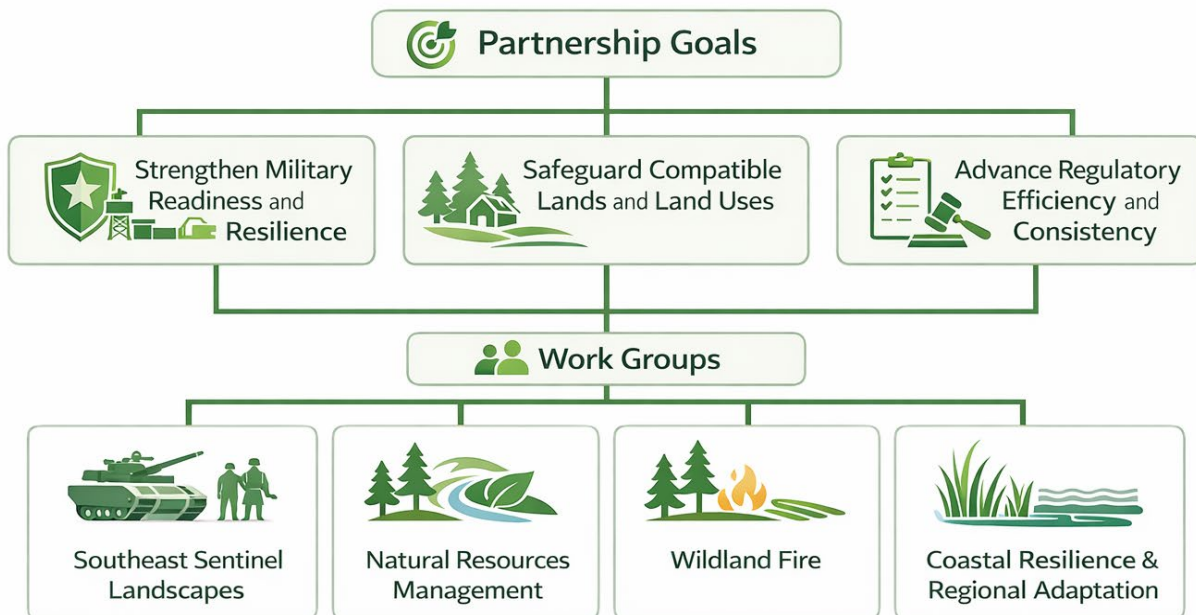 Partnership Goals
Strengthen Military
Readiness and
Resilience
Safeguard Compatible
Lands and Land Uses
Advance Regulatory
Efficiency and
Consistency
Work Groups
Southeast Sentinel
Landscapes
Natural Resources
Management
Wildland Fire
Coastal Resilience &
Regional Adaptation